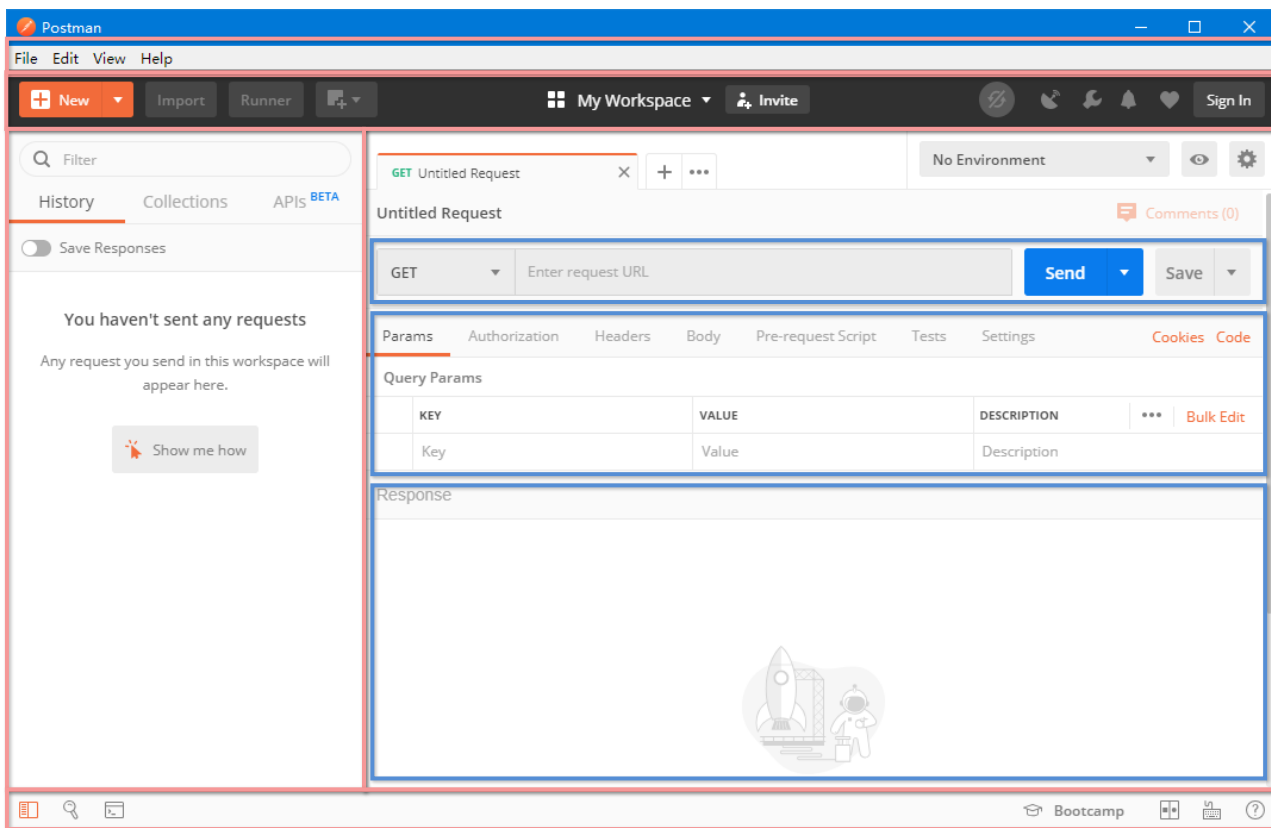 Postman
File Edit View Help
New Import Runner My Workspace Invite Sign In
Filter
History Collections APIs BETA
Save Responses
You haven't sent any requests
Any request you send in this workspace will
appear here.
Show me how
GET Untitled Request
No Environment
Untitled Request Comments (0)
GET Enter request URL Send Save
Params Authorization Headers Body Pre-request Script Tests Settings Cookies Code
Query Params
KEY VALUE DESCRIPTION Bulk Edit
Key Value Description
Response
Bootcamp